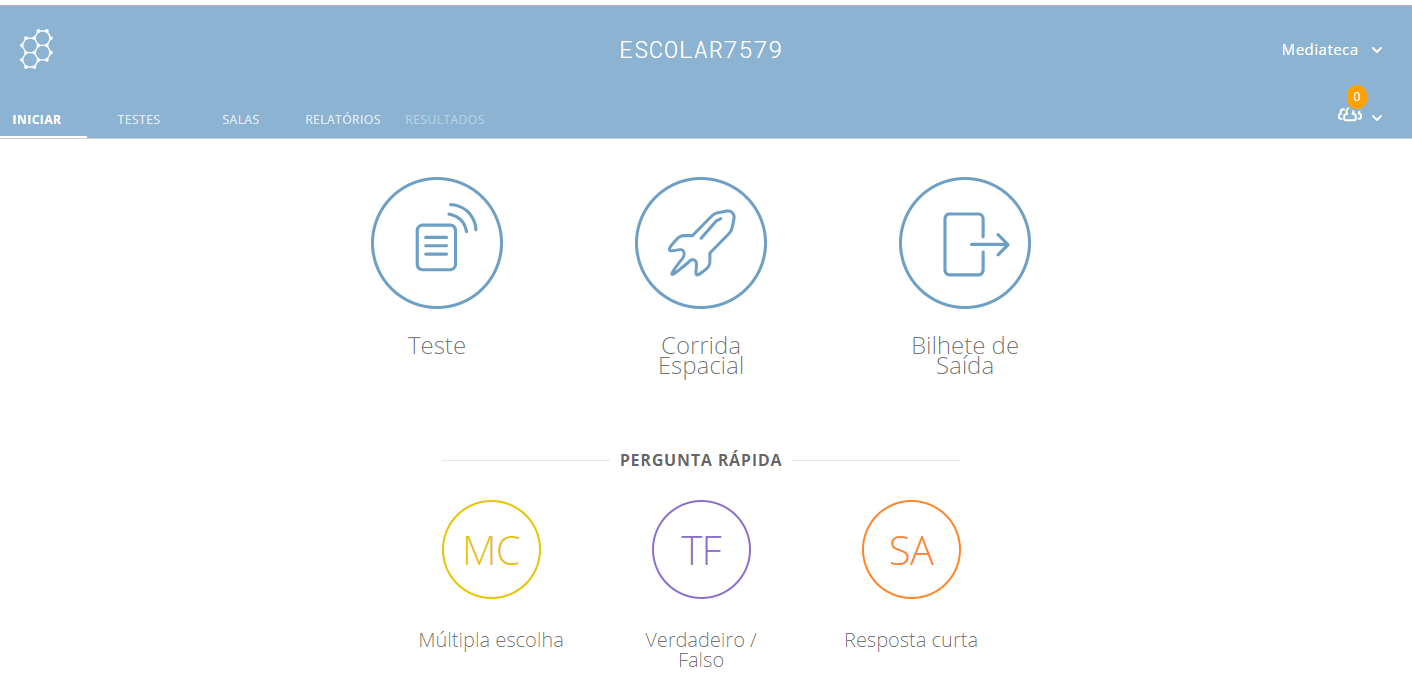 ESCOLAR7579
Mediateca
0
INICIAR TESTES SALAS RELATÓRIOS RESULTADOS
Teste
Corrida
Espacial
Bilhete de
Saída
PERGUNTA RÁPIDA
MC
TF
SA
Múltipla escolha
Verdadeiro /
Falso
Resposta curta